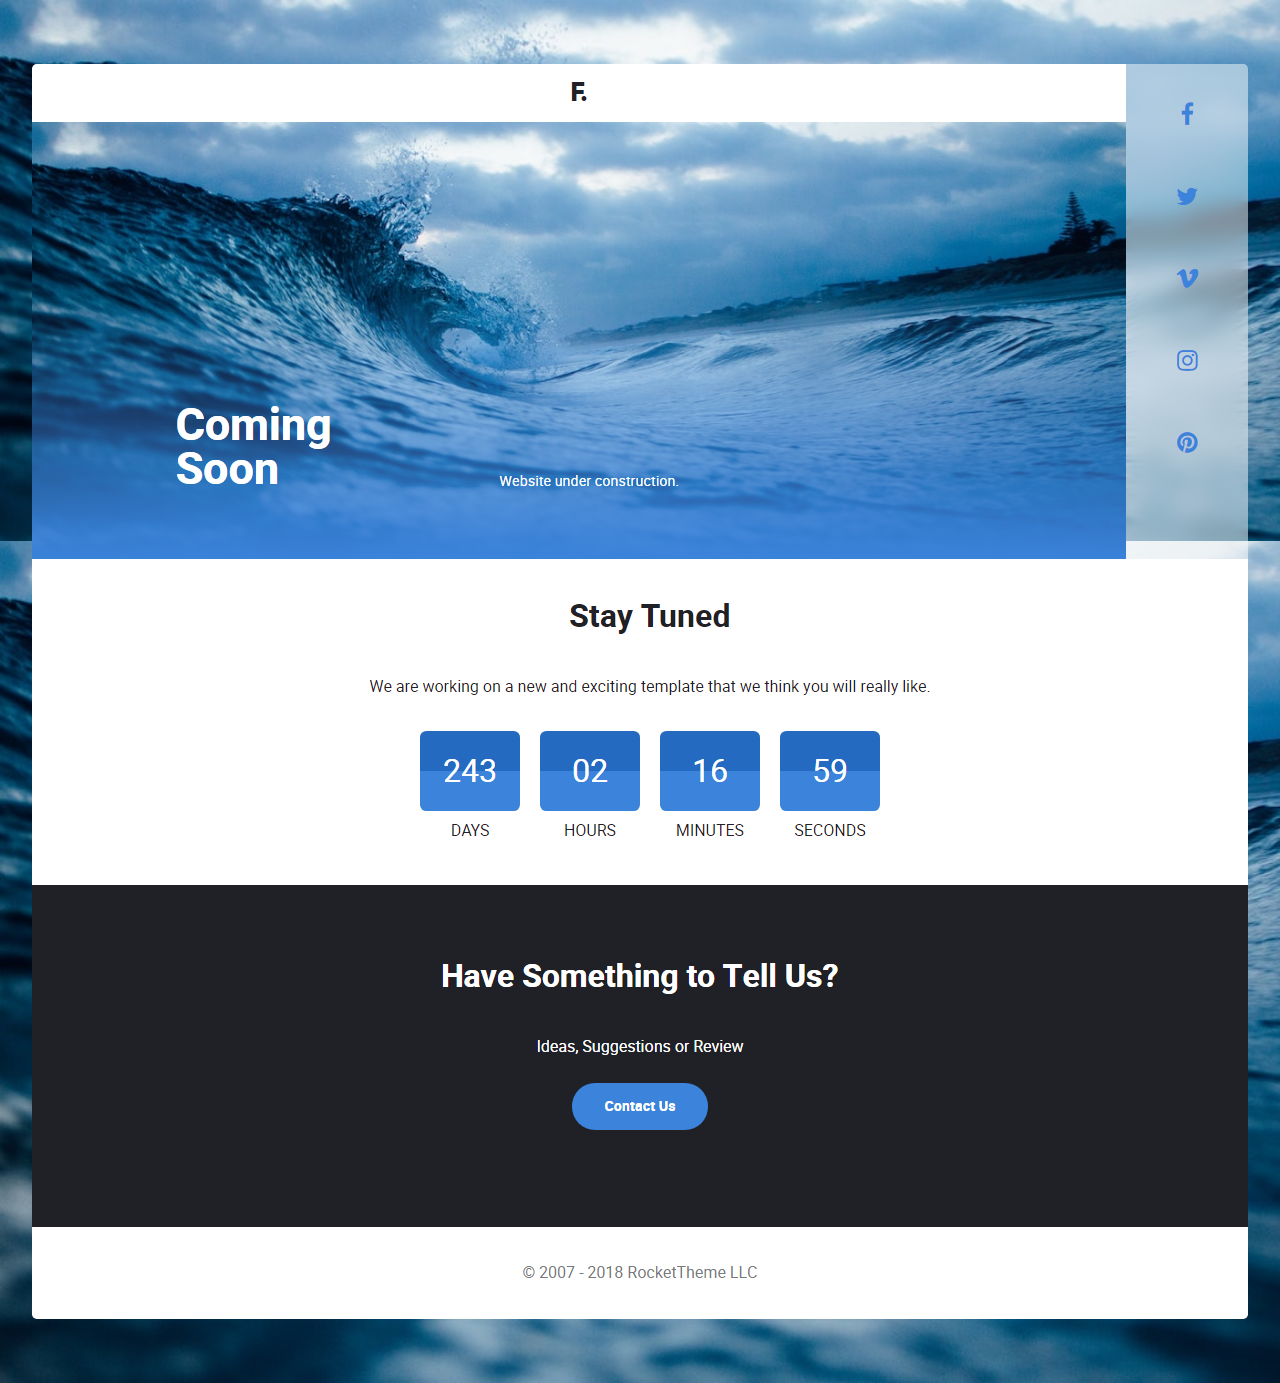 F.
Coming
Soon
Website under construction.
Stay Tuned
We are working on a new and exciting template that we think you will really like.
243 02 16 59
DAYS HOURS MINUTES SECONDS
Have Something to Tell Us?
Ideas, Suggestions or Review
Contact Us
© 2007 - 2018 RocketTheme LLC